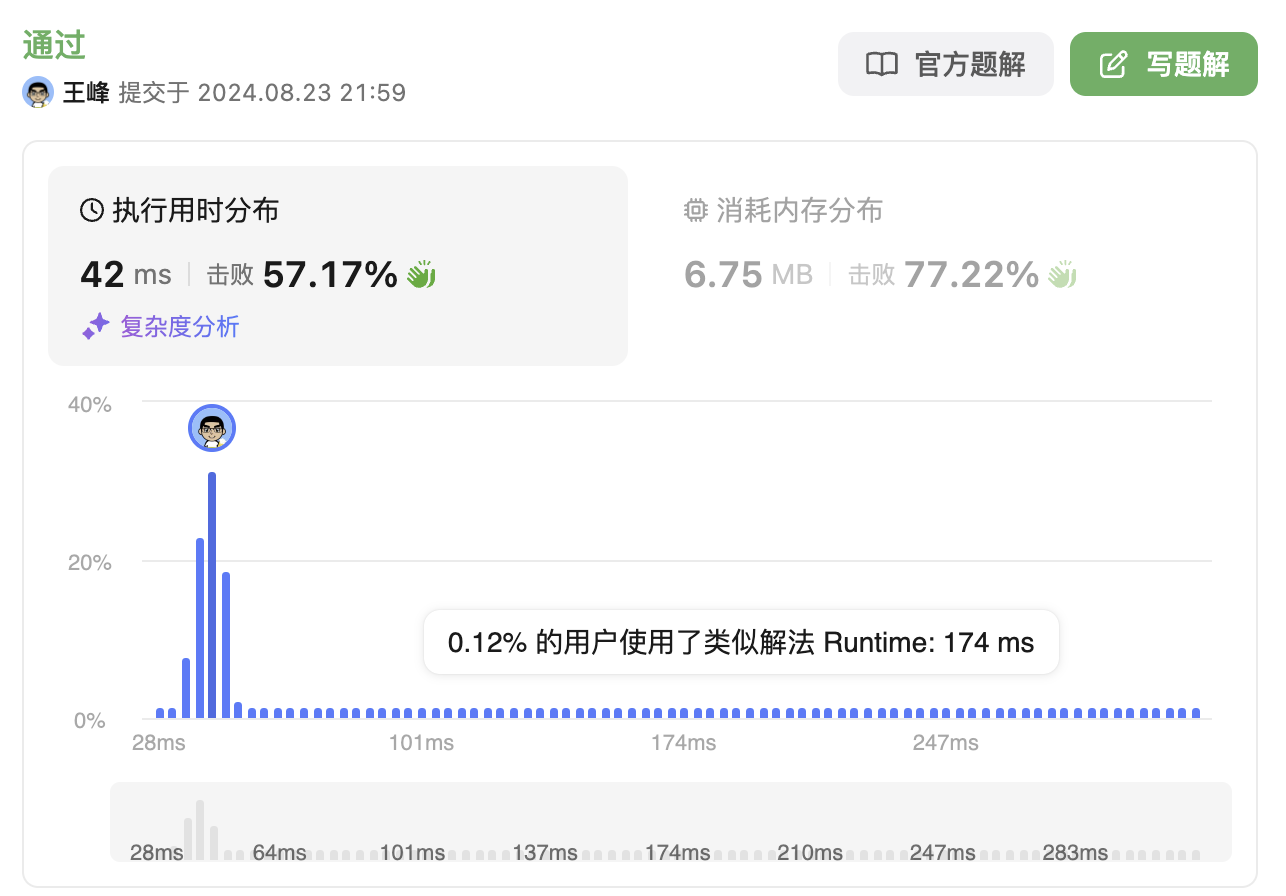 通过
官方题解
写题解
王峰 提交于 2024.08.23 21:59
执行用时分布
42 ms 击败 57.17%
复杂度分析
消耗内存分布
6.75 MB 击败 77.22%
40%
20%
0%
0.12% 的用户使用了类似解法 Runtime: 174 ms
28ms 101ms 174ms 247ms
28ms 64ms 101ms 137ms 174ms 210ms 247ms 283ms